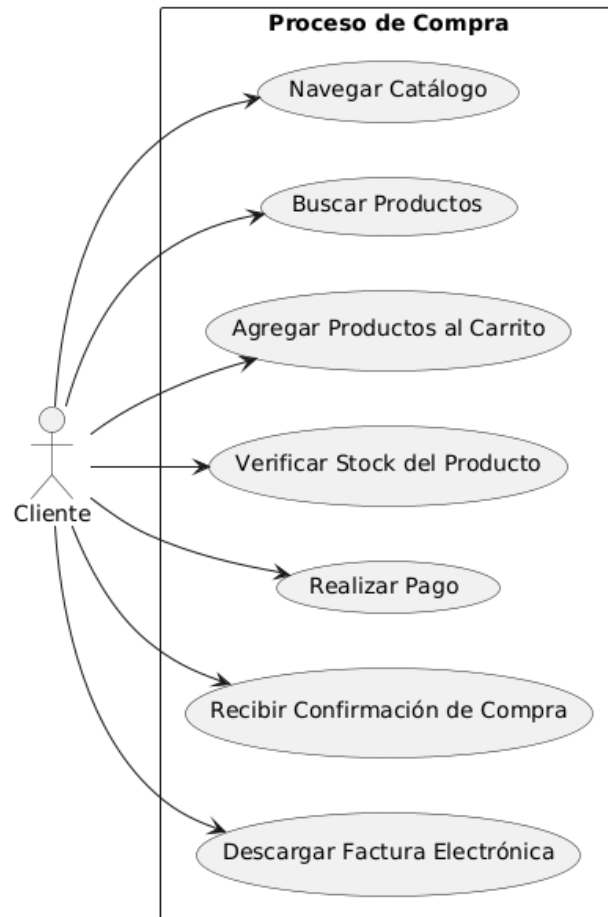 Proceso de Compra
Navegar Catálogo
Buscar Productos
Agregar Productos al Carrito
Verificar Stock del Producto
Cliente
Realizar Pago
Recibir Confirmación de Compra
Descargar Factura Electrónica